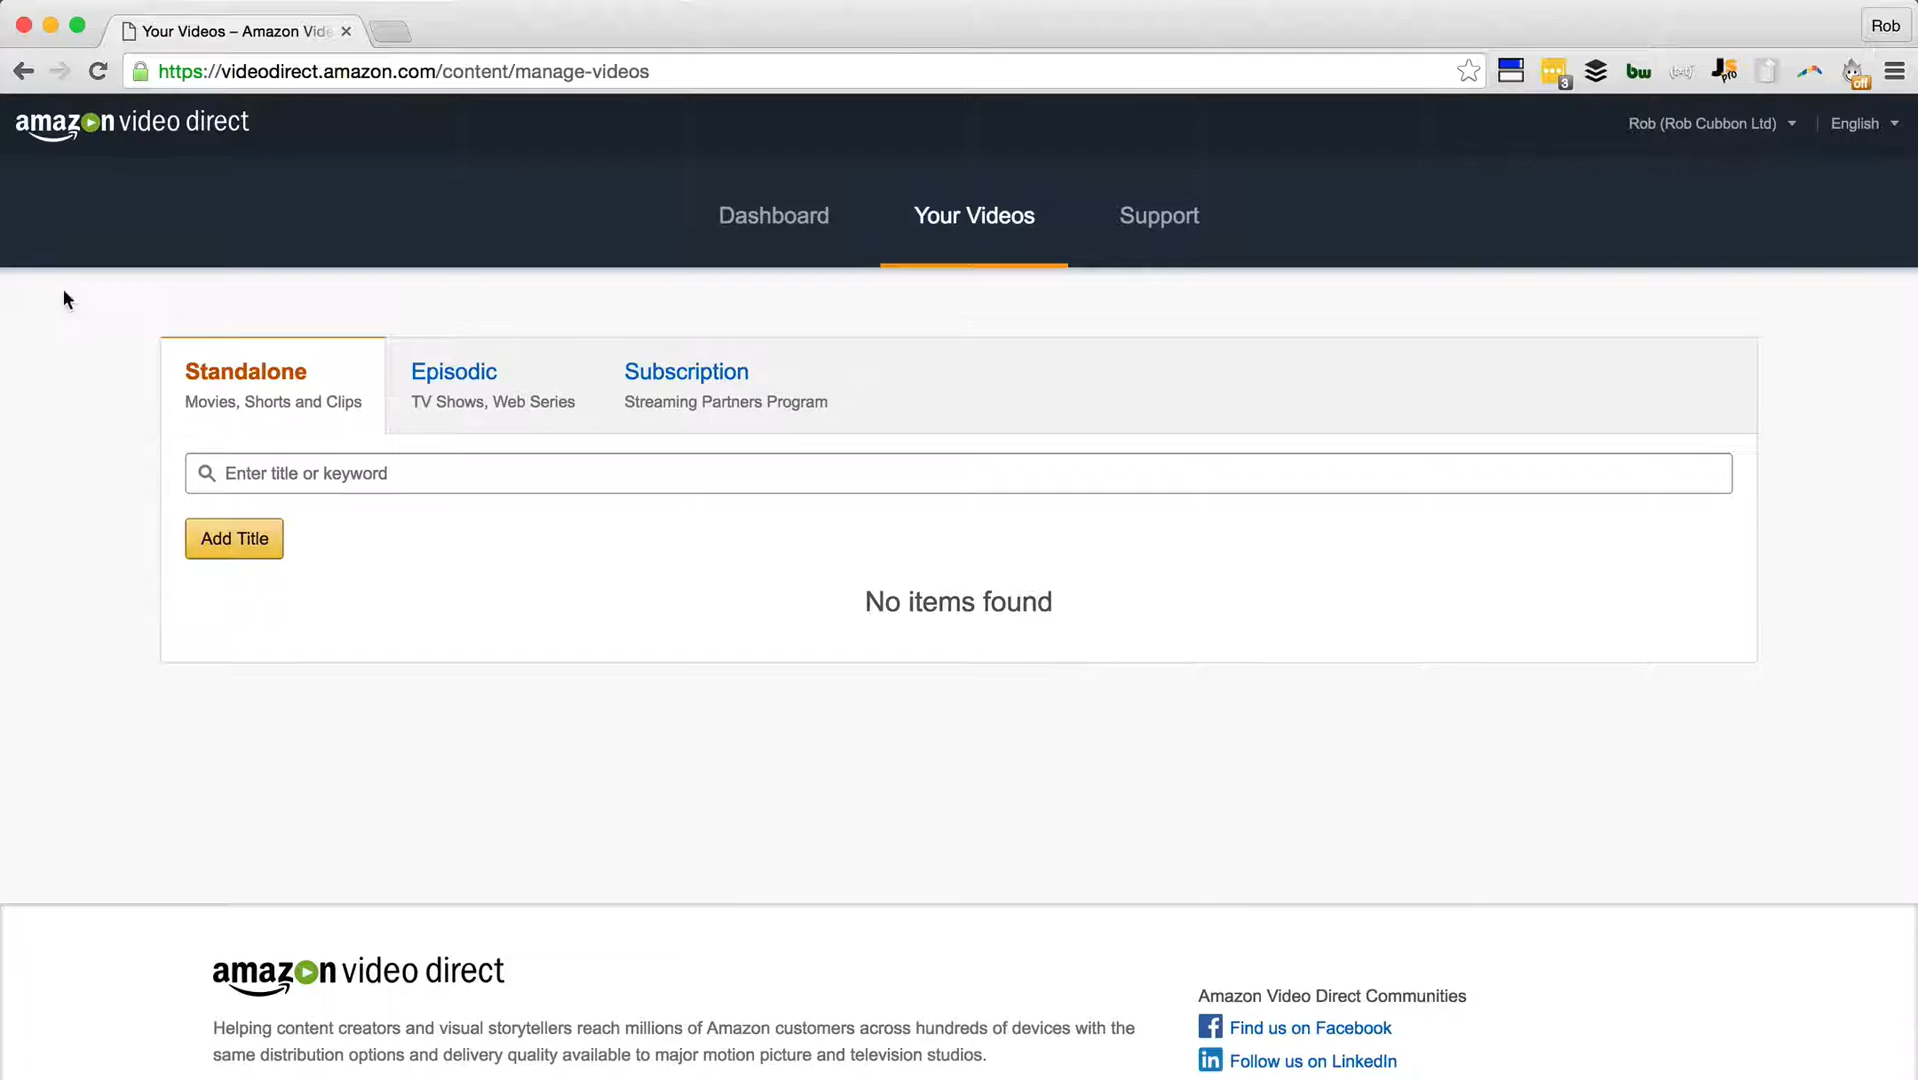 Your Videos – Amazon Vide
Rob
https://videodirect.amazon.com/content/manage-videos
3
bw
pro
off
amazon video direct
Rob (Rob Cubbon Ltd)
English
Dashboard
Your Videos
Support
Standalone
Movies, Shorts and Clips
Episodic
TV Shows, Web Series
Subscription
Streaming Partners Program
Enter title or keyword
Add Title
No items found
amazon video direct
Helping content creators and visual storytellers reach millions of Amazon customers across hundreds of devices with the
same distribution options and delivery quality available to major motion picture and television studios.
Amazon Video Direct Communities
Find us on Facebook
Follow us on LinkedIn